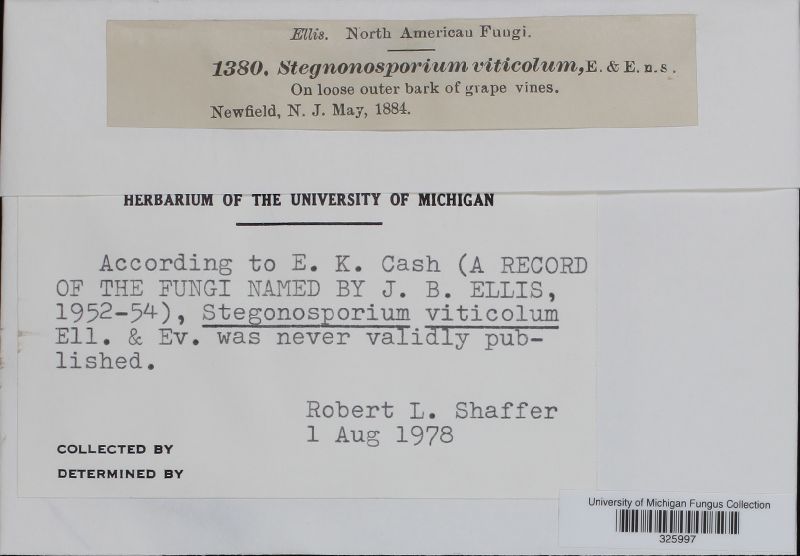 Ellis. North American Fungi.
1380. Stegnonosporium viticolum, E. & E. n. s.
On loose outer bark of grape vines.
Newfield, N. J. May, 1884.
HERBARIUM OF THE UNIVERSITY OF MICHIGAN
According to E. K. Cash (A RECORD
OF THE FUNGI NAMED BY J. B. ELLIS,
1952-54), Stegonosporium viticolum
Ell. & Ev. was never validly pub-
lished.
Robert L. Shaffer
1 Aug 1978
COLLECTED BY
DETERMINED BY
University of Michigan Fungus Collection
325997